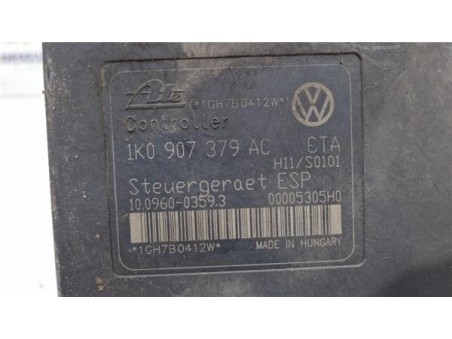 Ate (*1GH7B0412W*)
Controller
1K0 907 379 AC ETA
H11/S0101
Steuergeraet ESP
10.0960-0359.3 00005305H0
*1GH7B0412W* MADE IN HUNGARY